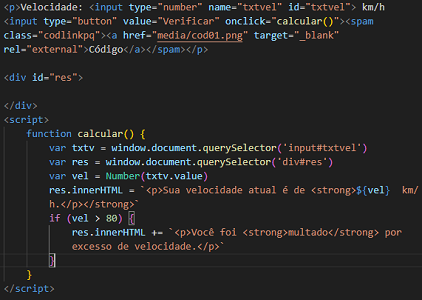 <p>Velocidade: <input type="number" name="txtvel" id="txtvel"> km/h
<input type="button" value="Verificar" onclick="calcular()"><spam
class="codlinkpq"><a href="media/cod01.png" target="_blank"
rel="external">Código</a></spam></p>
<div id="res">
</div>
<script>
function calcular() {
var txtv = window.document.querySelector('input#txtvel')
var res = window.document.querySelector('div#res')
var vel = Number(txtv.value)
res.innerHTML = `<p>Sua velocidade atual é de <strong>${vel}  km/
h.</p></strong>`
if (vel > 80) {
res.innerHTML += `<p>Você foi <strong>multado</strong> por
excesso de velocidade.</p>`
}
}
</script>